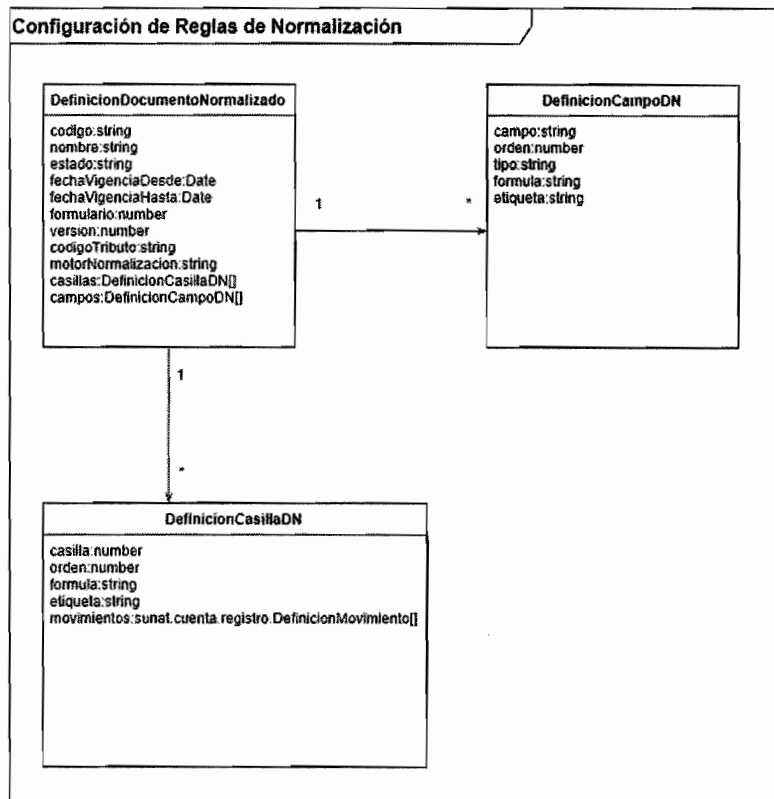 Configuración de Reglas de Normalización
DefinicionDocumentoNormalizado
codigo:string
nombre:string
estado:string
fechaVigenciaDesde:Date
fechaVigenciaHasta:Date
formulario:number
version:number
codigoTributo:string
motorNormalizacion:string
casillas:DefinicionCasillaDN[]
campos:DefinicionCampoDN[]
1
*
DefinicionCampoDN
campo:string
orden:number
tipo:string
formula:string
etiqueta:string
1
*
DefinicionCasillaDN
casilla:number
orden:number
formula:string
etiqueta:string
movimientos:sunat.cuenta.registro.DefinicionMovimiento[]